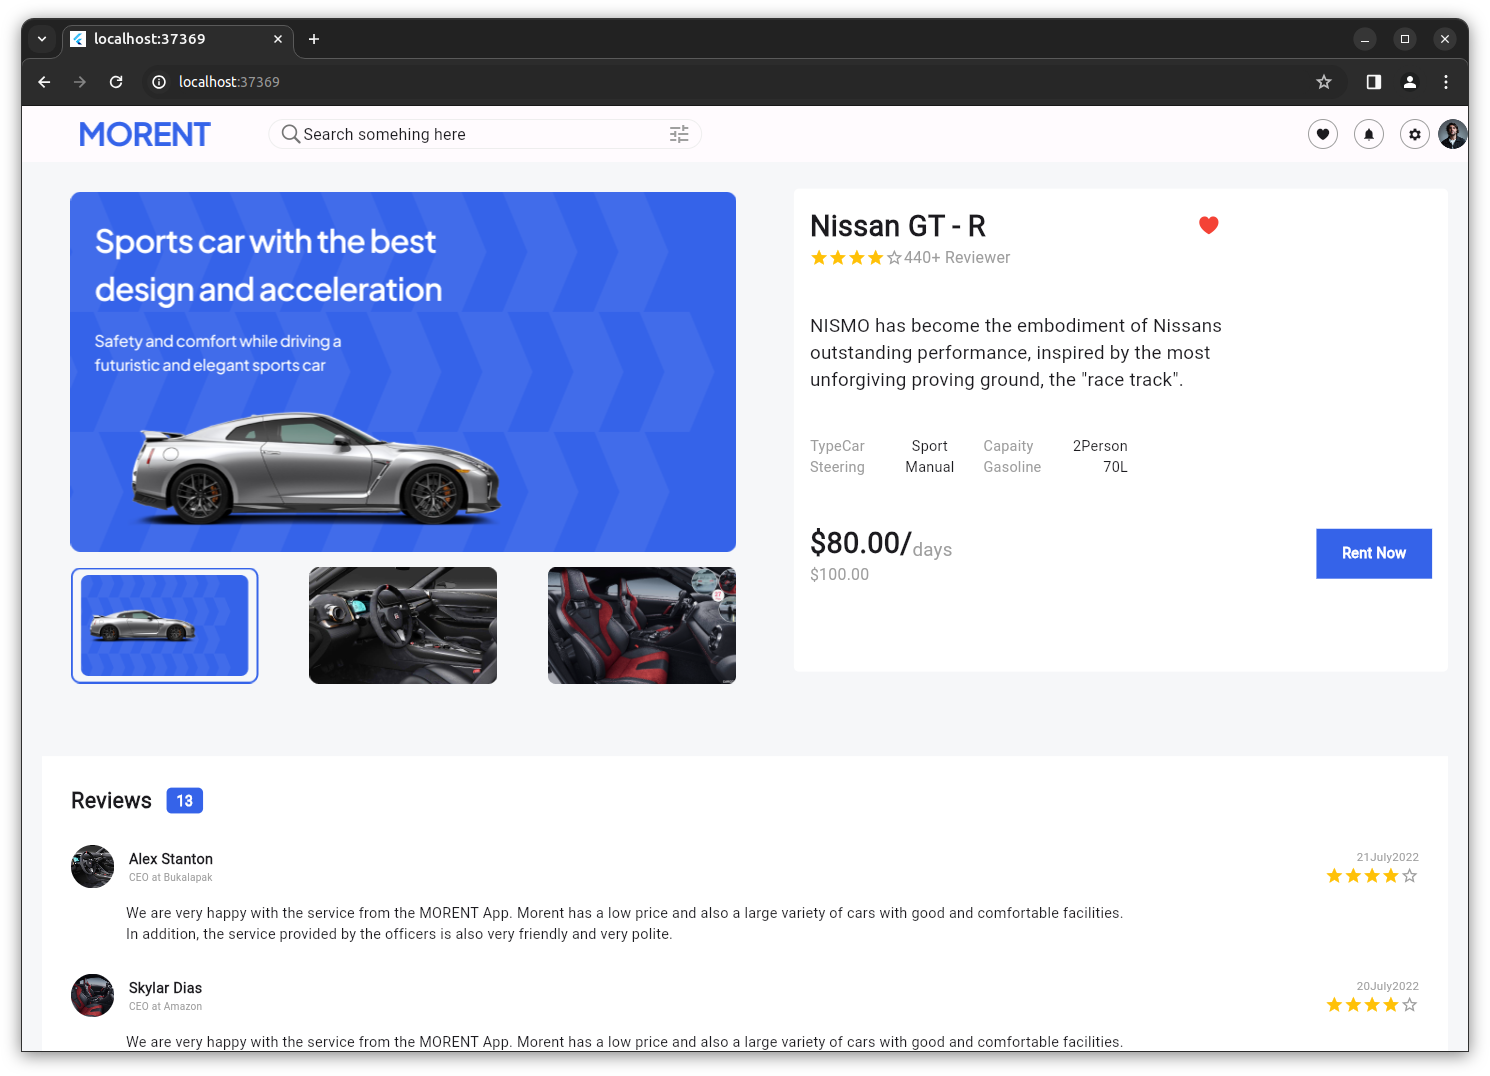 localhost:37369
localhost:37369
MORENT
Search somehing here
Sports car with the best
design and acceleration
Safety and comfort while driving a
futuristic and elegant sports car
Nissan GT - R
440+ Reviewer
NISMO has become the embodiment of Nissans
outstanding performance, inspired by the most
unforgiving proving ground, the "race track".
TypeCar Sport Capaity 2Person
Steering Manual Gasoline 70L
$80.00/days
$100.00
Rent Now
Reviews 13
Alex Stanton 21July2022
CEO at Bukalapak
We are very happy with the service from the MORENT App. Morent has a low price and also a large variety of cars with good and comfortable facilities.
In addition, the service provided by the officers is also very friendly and very polite.
Skylar Dias 20July2022
CEO at Amazon
We are very happy with the service from the MORENT App. Morent has a low price and also a large variety of cars with good and comfortable facilities.